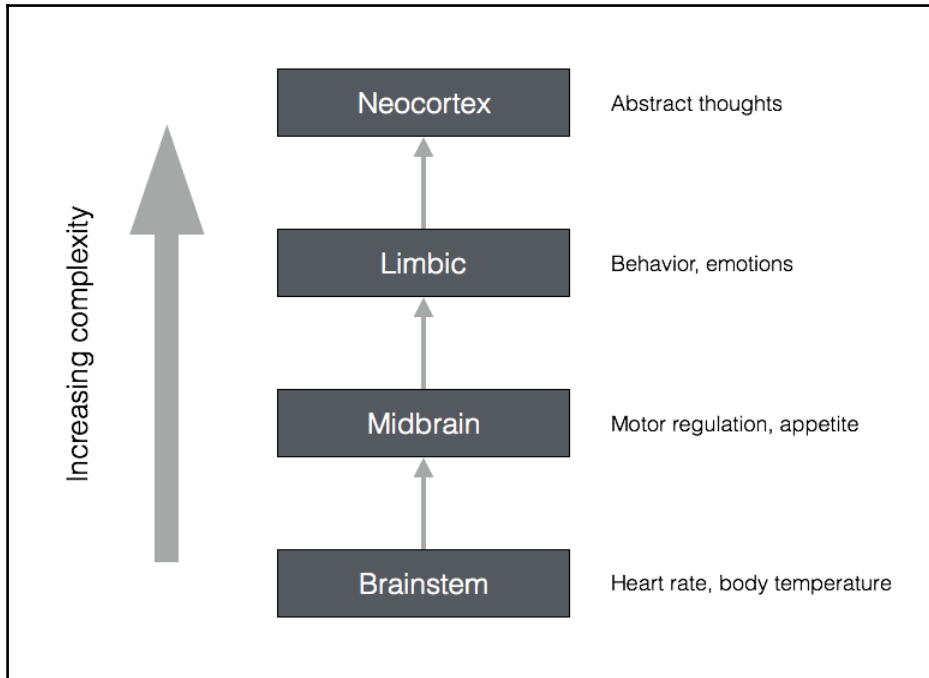 Neocortex
Abstract thoughts
Limbic
Behavior, emotions
Midbrain
Motor regulation, appetite
Brainstem
Heart rate, body temperature
Increasing complexity